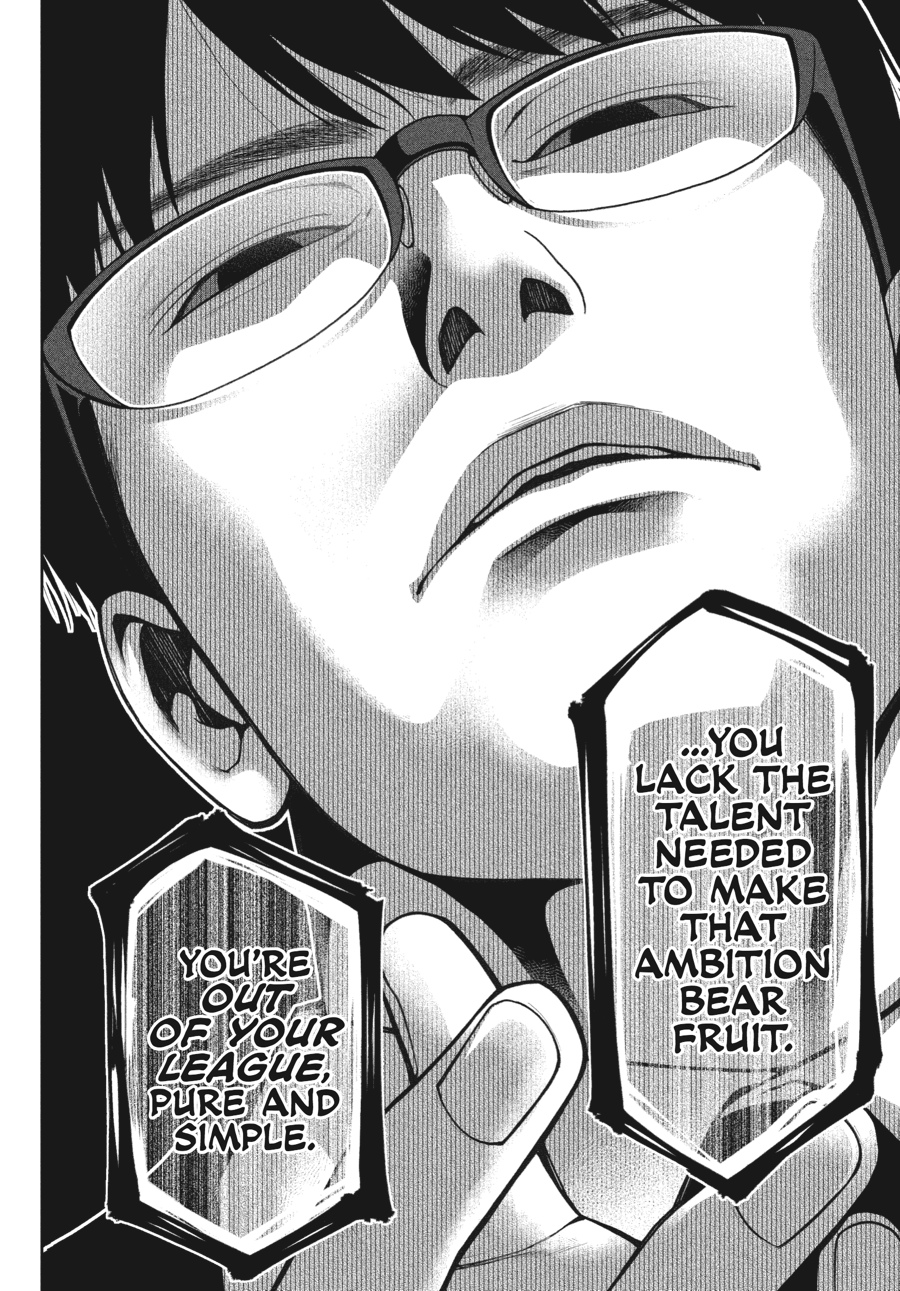 ...YOU
LACK THE
TALENT
NEEDED
TO MAKE
THAT
AMBITION
BEAR
FRUIT.
YOU'RE
OUT
OF YOUR
LEAGUE,
PURE AND
SIMPLE.